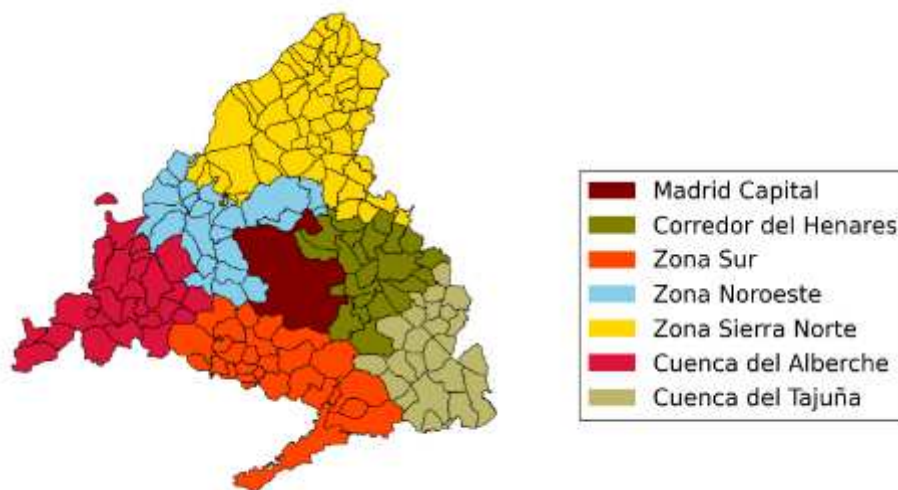 Madrid Capital
Corredor del Henares
Zona Sur
Zona Noroeste
Zona Sierra Norte
Cuenca del Alberche
Cuenca del Tajuña